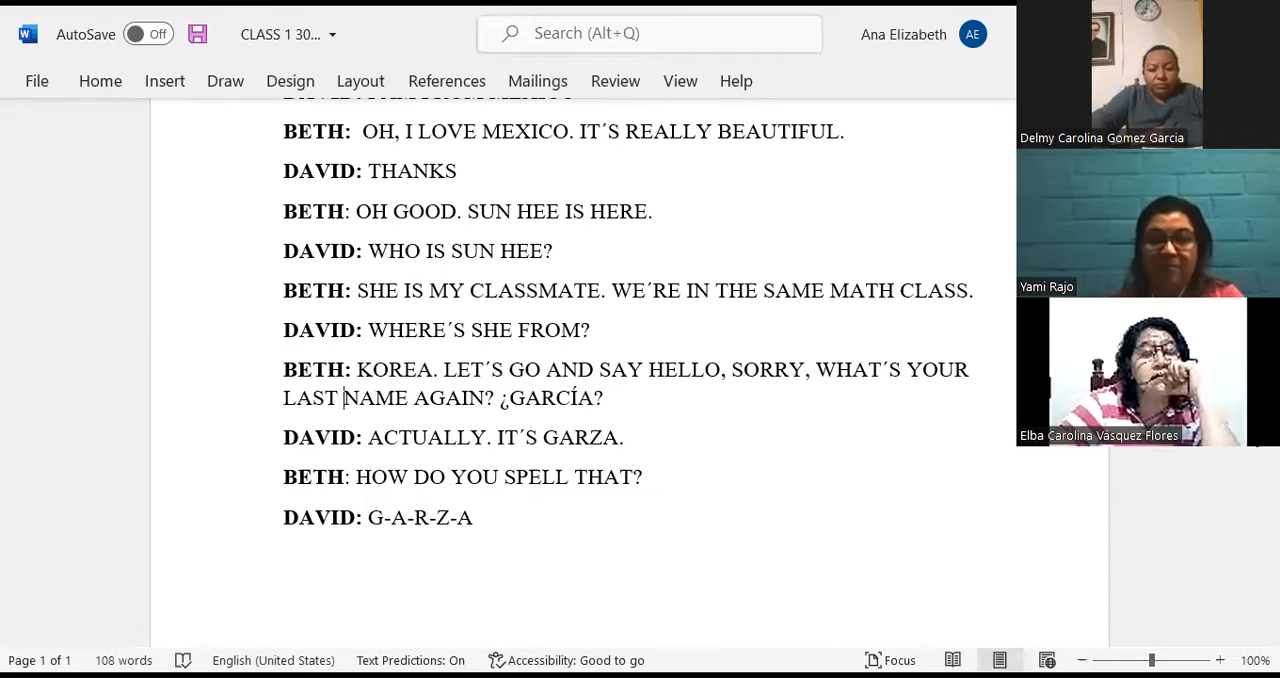 AutoSave Off CLASS 1 30... Search (Alt+Q) Ana Elizabeth AE
File Home Insert Draw Design Layout References Mailings Review View Help
BETH: OH, I LOVE MEXICO. IT´S REALLY BEAUTIFUL.
DAVID: THANKS
BETH: OH GOOD. SUN HEE IS HERE.
DAVID: WHO IS SUN HEE?
BETH: SHE IS MY CLASSMATE. WE´RE IN THE SAME MATH CLASS.
DAVID: WHERE´S SHE FROM?
BETH: KOREA. LET´S GO AND SAY HELLO, SORRY, WHAT´S YOUR
LAST NAME AGAIN? ¿GARCÍA?
DAVID: ACTUALLY. IT´S GARZA.
BETH: HOW DO YOU SPELL THAT?
DAVID: G-A-R-Z-A
Delmy Carolina Gomez Garcia
Yami Rajo
Elba Carolina Vásquez Flores
Page 1 of 1 108 words English (United States) Text Predictions: On Accessibility: Good to go Focus 100%